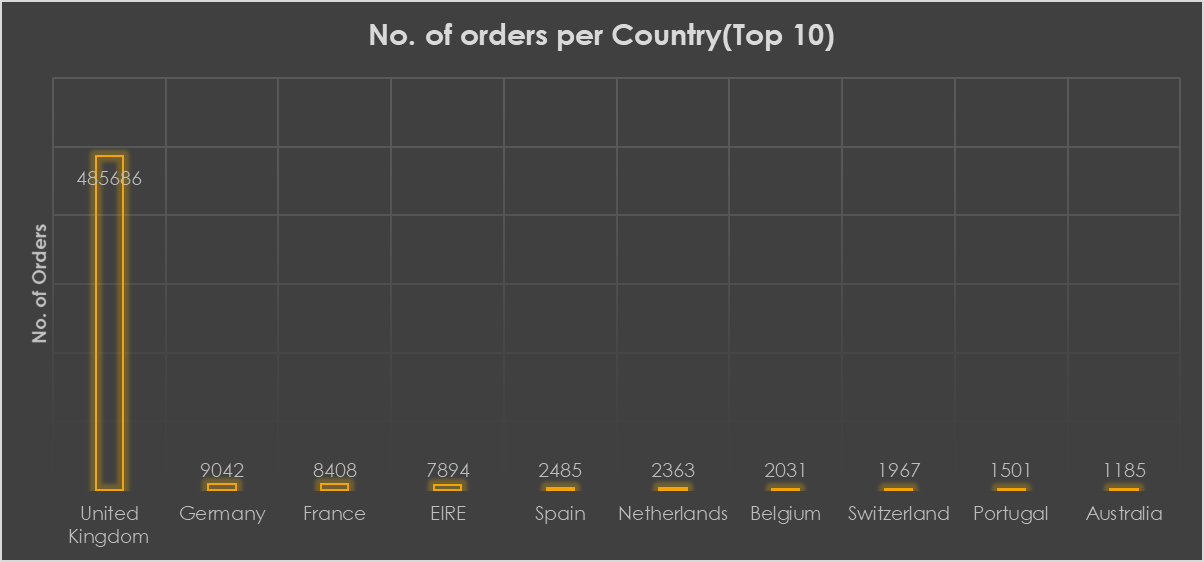 No. of orders per Country(Top 10)
No. of Orders
485686
9042
8408
7894
2485
2363
2031
1967
1501
1185
United
Kingdom
Germany
France
EIRE
Spain
Netherlands
Belgium
Switzerland
Portugal
Australia